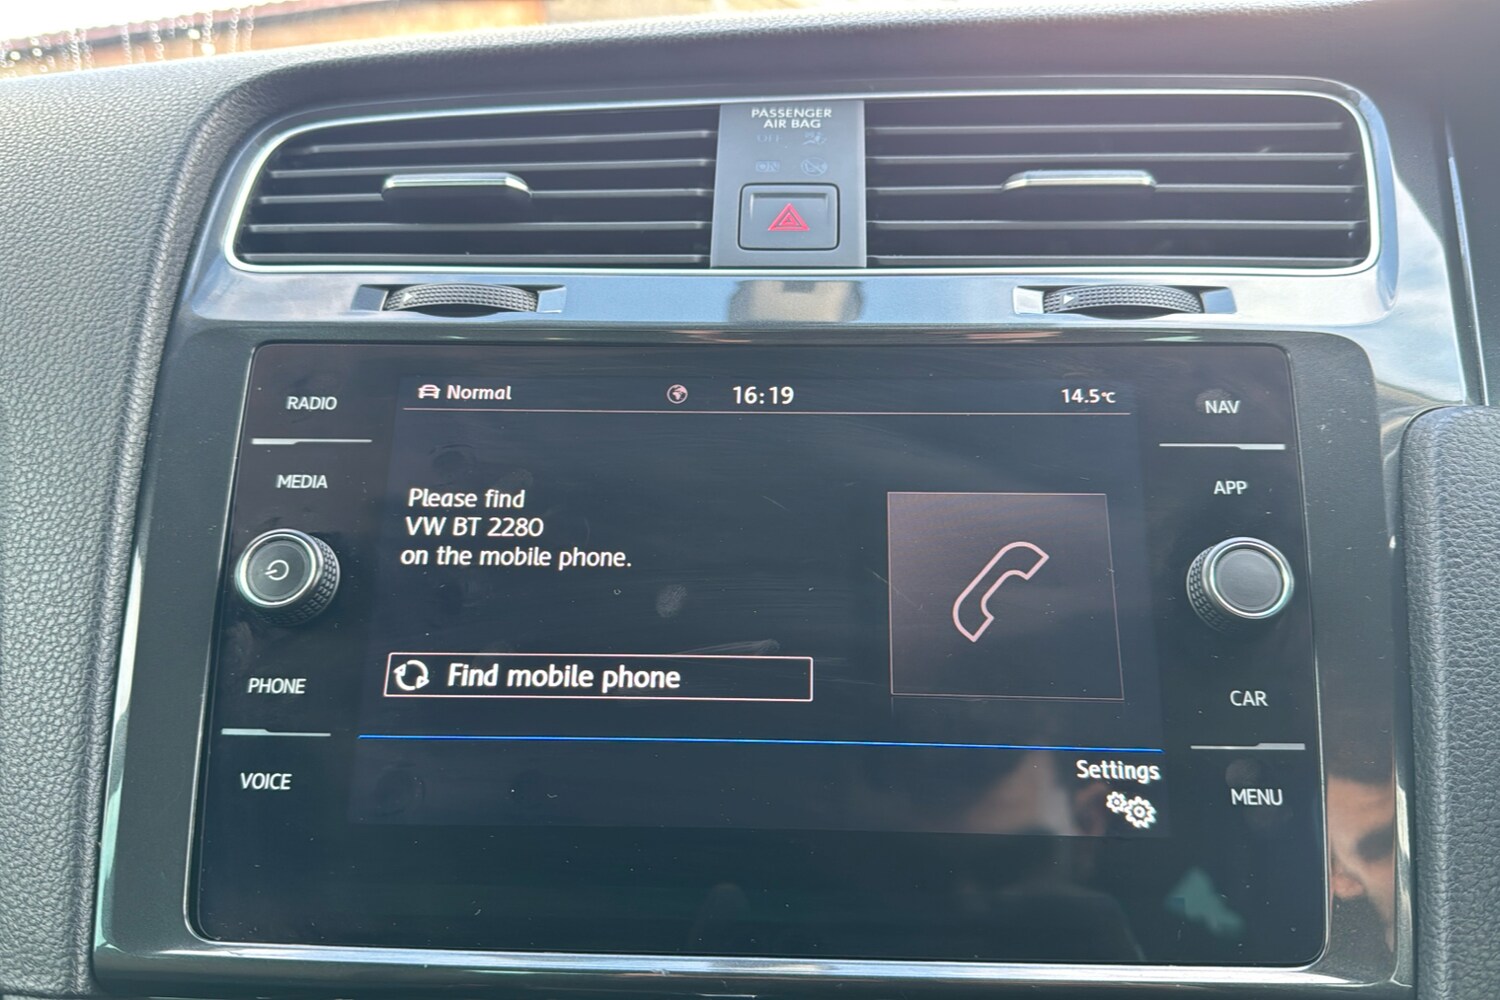 PASSENGER
AIR BAG
OFF
ON
RADIO
MEDIA
PHONE
VOICE
Normal
16:19
14.5°C
Please find
VW BT 2280
on the mobile phone.
Find mobile phone
Settings
NAV
APP
CAR
MENU